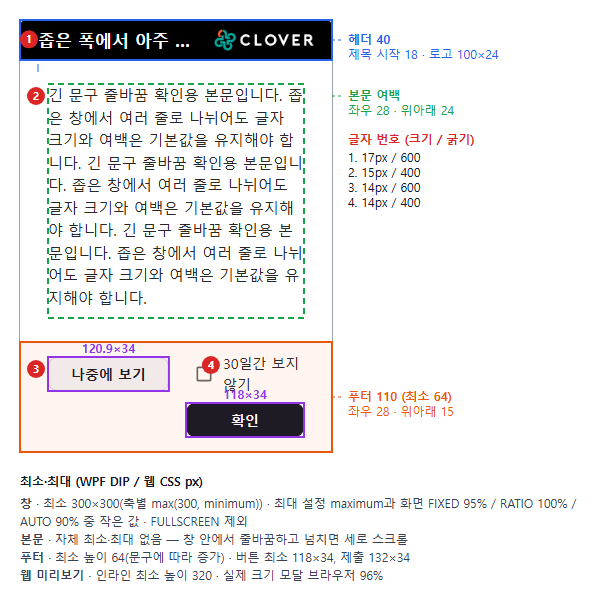 1 좁은 폭에서 아주 ... CLOVER
헤더 40
제목 시작 18 · 로고 100×24
2 긴 문구 줄바꿈 확인용 본문입니다. 좁
은 창에서 여러 줄로 나뉘어도 글자
크기와 여백은 기본값을 유지해야 합
니다. 긴 문구 줄바꿈 확인용 본문입니
다. 좁은 창에서 여러 줄로 나뉘어도
글자 크기와 여백은 기본값을 유지해
야 합니다. 긴 문구 줄바꿈 확인용 본
문입니다. 좁은 창에서 여러 줄로 나뉘
어도 글자 크기와 여백은 기본값을 유
지해야 합니다.
본문 여백
좌우 28 · 위아래 24
글자 번호 (크기 / 굵기)
1. 17px / 600
2. 15px / 400
3. 14px / 600
4. 14px / 400
120.9×34
3 나중에 보기
4 30일간 보지
않기
118×34
확인
푸터 110 (최소 64)
좌우 28 · 위아래 15
최소·최대 (WPF DIP / 웹 CSS px)
창 · 최소 300×300(축별 max(300, minimum)) · 최대 설정 maximum과 화면 FIXED 95% / RATIO 100% /
AUTO 90% 중 작은 값 · FULLSCREEN 제외
본문 · 자체 최소·최대 없음 — 창 안에서 줄바꿈하고 넘치면 세로 스크롤
푸터 · 최소 높이 64(문구에 따라 증가) · 버튼 최소 118×34, 제출 132×34
웹 미리보기 · 인라인 최소 높이 320 · 실제 크기 모달 브라우저 96%